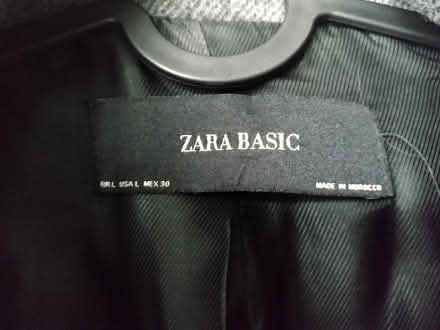 ZARA BASIC
EUR L USA L MEX 30 MADE IN MOROCCO